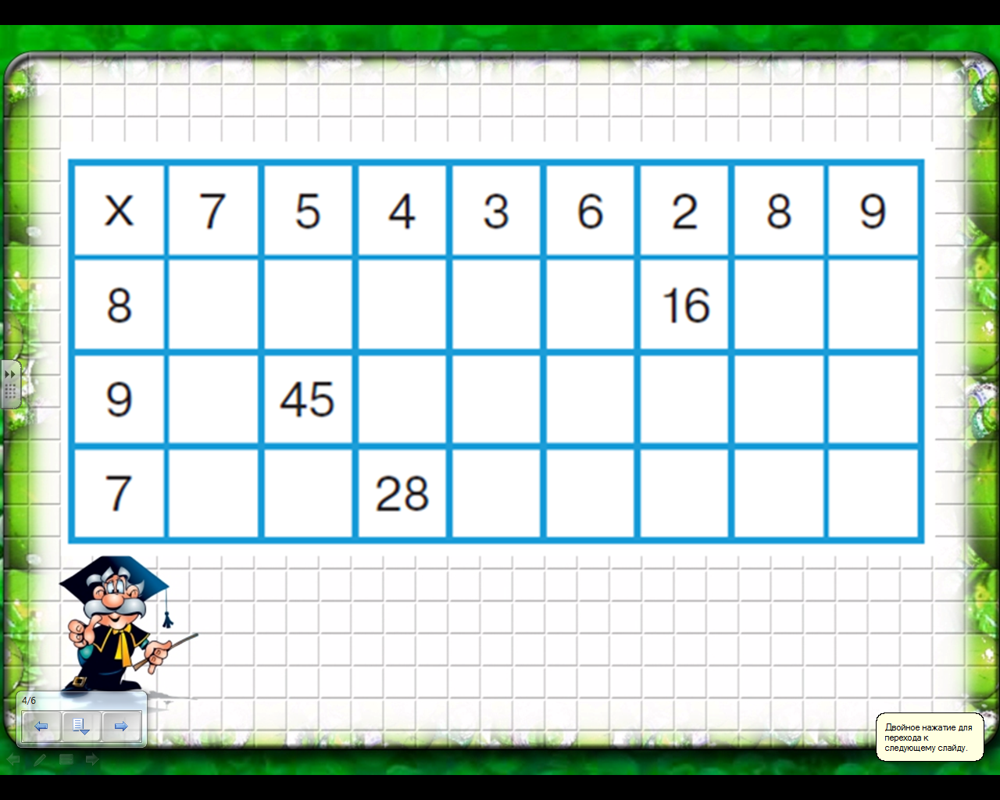 X 7 5 4 3 6 2 8 9
8 16
9 45
7 28
4/6
Двойное нажатие для
перехода к
следующему слайду.